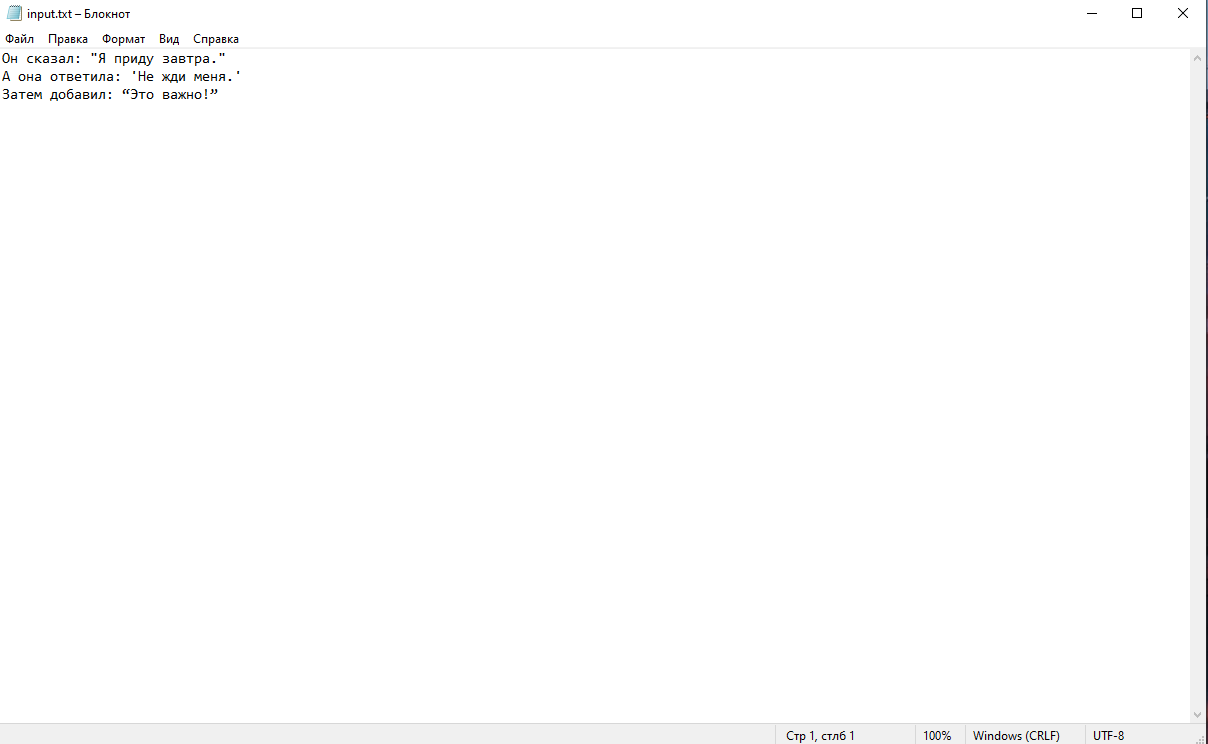 input.txt – Блокнот
Файл Правка Формат Вид Справка
Он сказал: "Я приду завтра."
А она ответила: 'Не жди меня.'
Затем добавил: “Это важно!”
Стр 1, стлб 1 100% Windows (CRLF) UTF-8